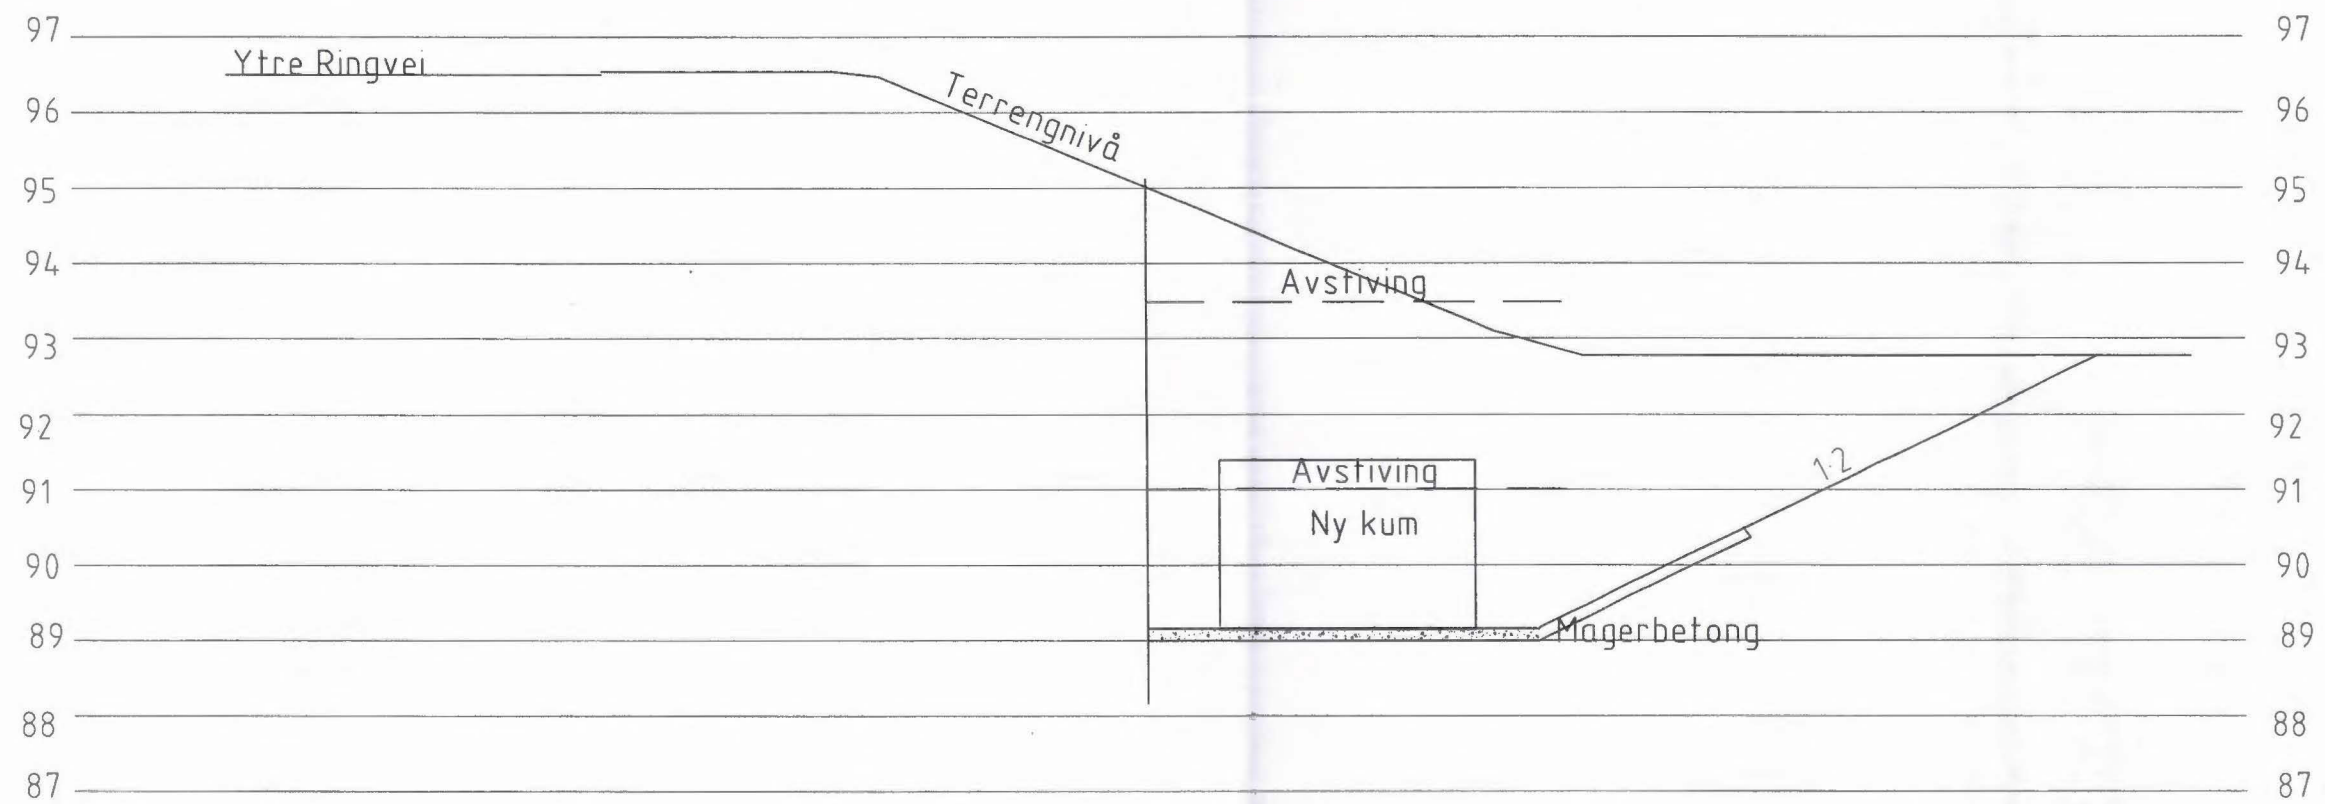 97 97
Ytre Ringvei
Terrengnivå
96 96
95 95
94 94
Avstiving
93 93
92 92
1:2
Avstiving
91 91
Ny kum
90 90
Magerbetong
89 89
88 88
87 87